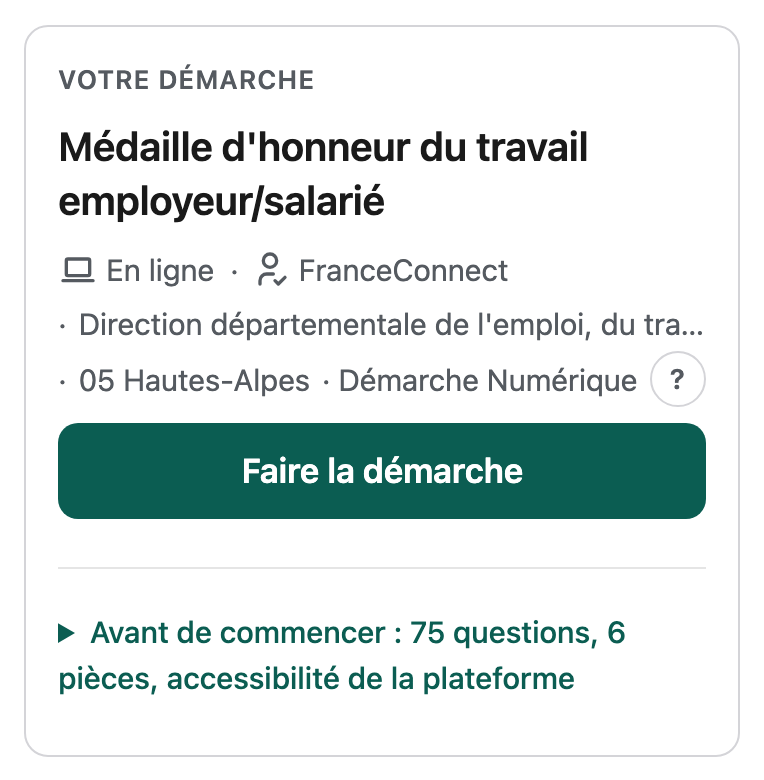 VOTRE DÉMARCHE
Médaille d'honneur du travail
employeur/salarié
En ligne · FranceConnect
· Direction départementale de l'emploi, du tra...
· 05 Hautes-Alpes · Démarche Numérique ?
Faire la démarche
▶ Avant de commencer : 75 questions, 6
pièces, accessibilité de la plateforme